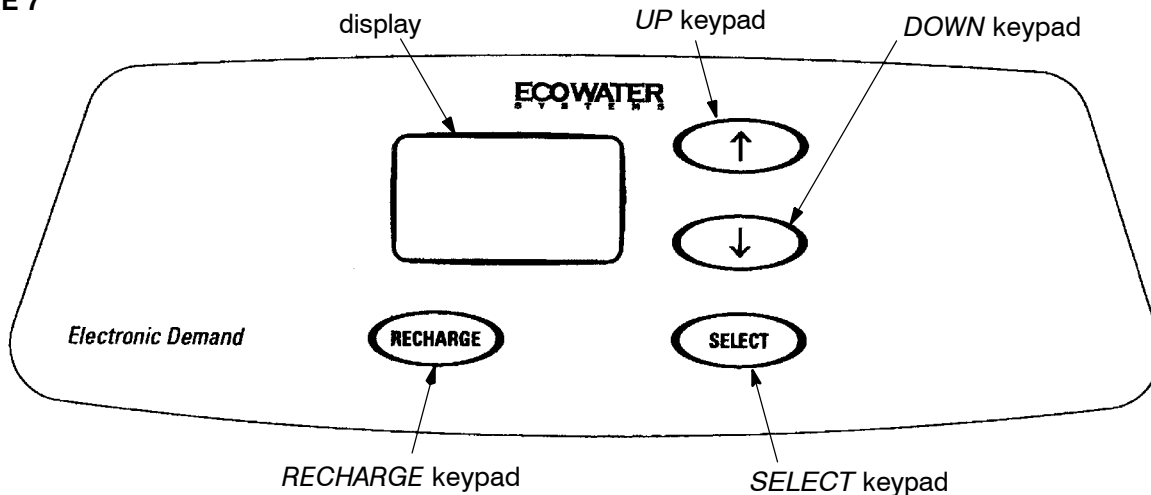 E 7
display
UP keypad
DOWN keypad
ECOWATER
SYSTEMS
↑
↓
Electronic Demand
RECHARGE
SELECT
RECHARGE keypad
SELECT keypad